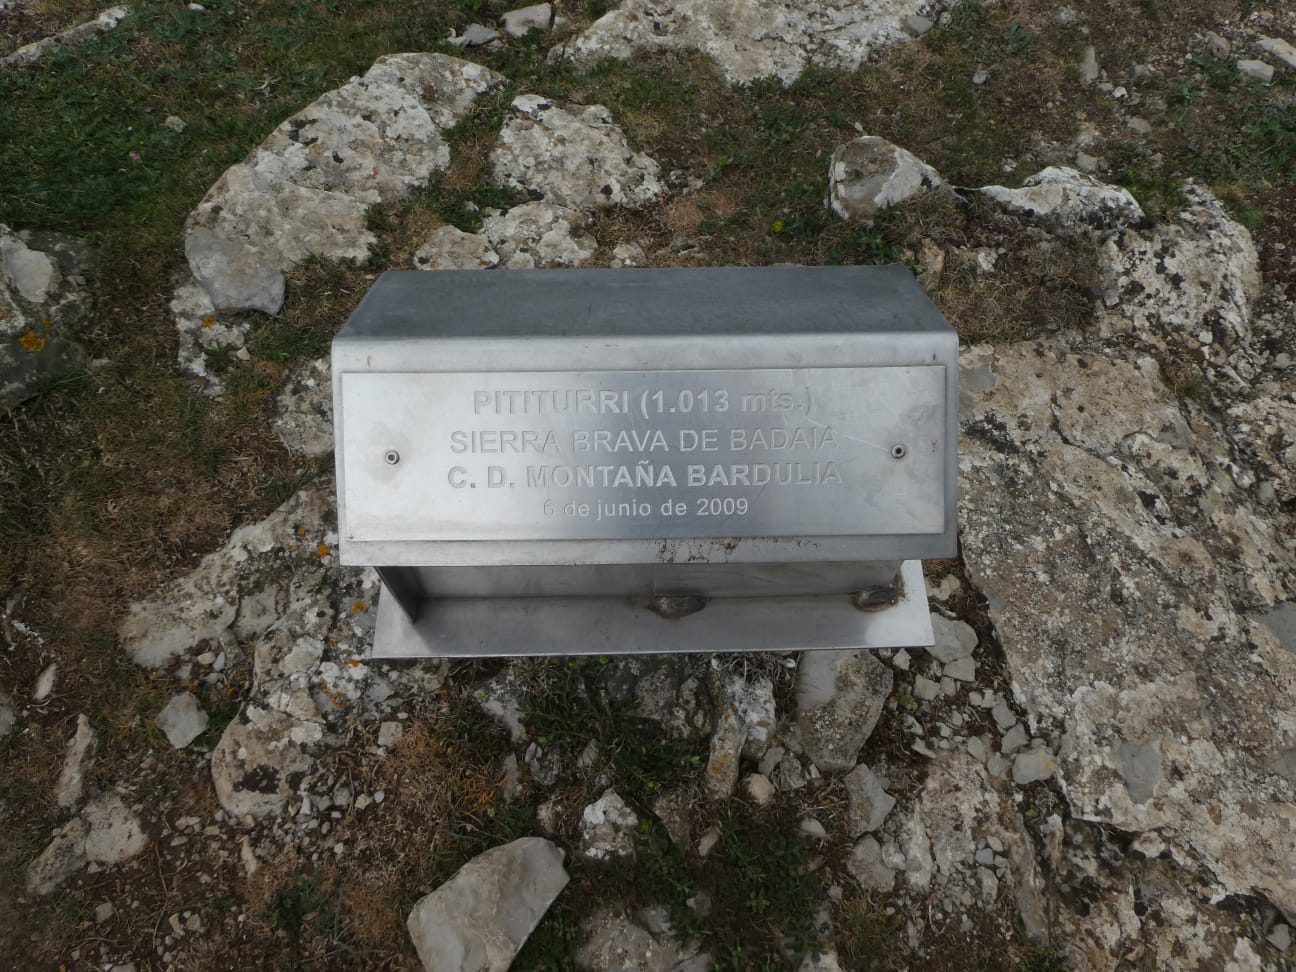 PITITURRI (1.013 mts.)
SIERRA BRAVA DE BADAIA
C. D. MONTAÑA BARDULIA
6 de junio de 2009